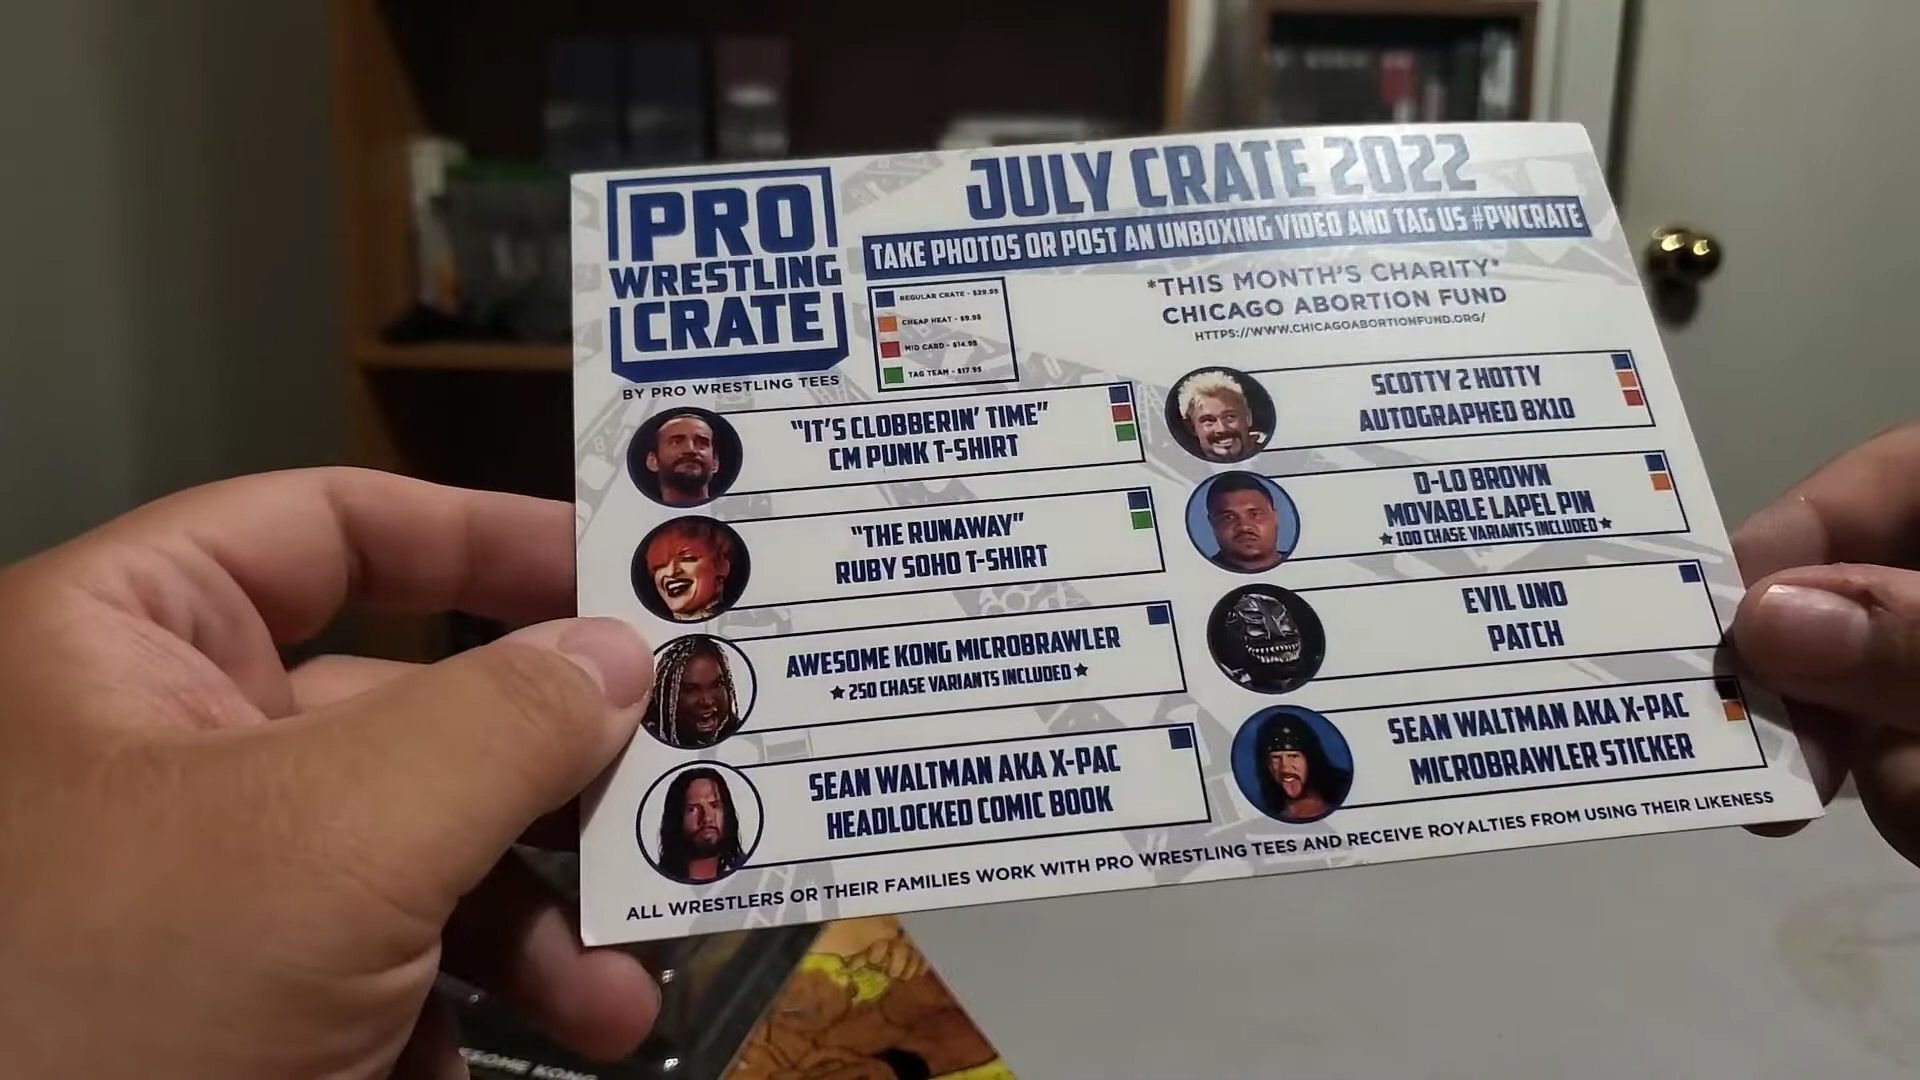 PRO
WRESTLING
CRATE
BY PRO WRESTLING TEES
JULY CRATE 2022
TAKE PHOTOS OR POST AN UNBOXING VIDEO AND TAG US #PWCRATE
REGULAR CRATE - $29.95
CHEAP HEAT - $9.95
MID CARD - $14.95
TAG TEAM - $17.95
*THIS MONTH'S CHARITY*
CHICAGO ABORTION FUND
HTTPS://WWW.CHICAGOABORTIONFUND.ORG/
"IT'S CLOBBERIN' TIME"
CM PUNK T-SHIRT
"THE RUNAWAY"
RUBY SOHO T-SHIRT
AWESOME KONG MICROBRAWLER
★ 250 CHASE VARIANTS INCLUDED ★
SEAN WALTMAN AKA X-PAC
HEADLOCKED COMIC BOOK
SCOTTY 2 HOTTY
AUTOGRAPHED 8X10
D-LO BROWN
MOVABLE LAPEL PIN
★ 100 CHASE VARIANTS INCLUDED ★
EVIL UNO
PATCH
SEAN WALTMAN AKA X-PAC
MICROBRAWLER STICKER
ALL WRESTLERS OR THEIR FAMILIES WORK WITH PRO WRESTLING TEES AND RECEIVE ROYALTIES FROM USING THEIR LIKENESS
KONG